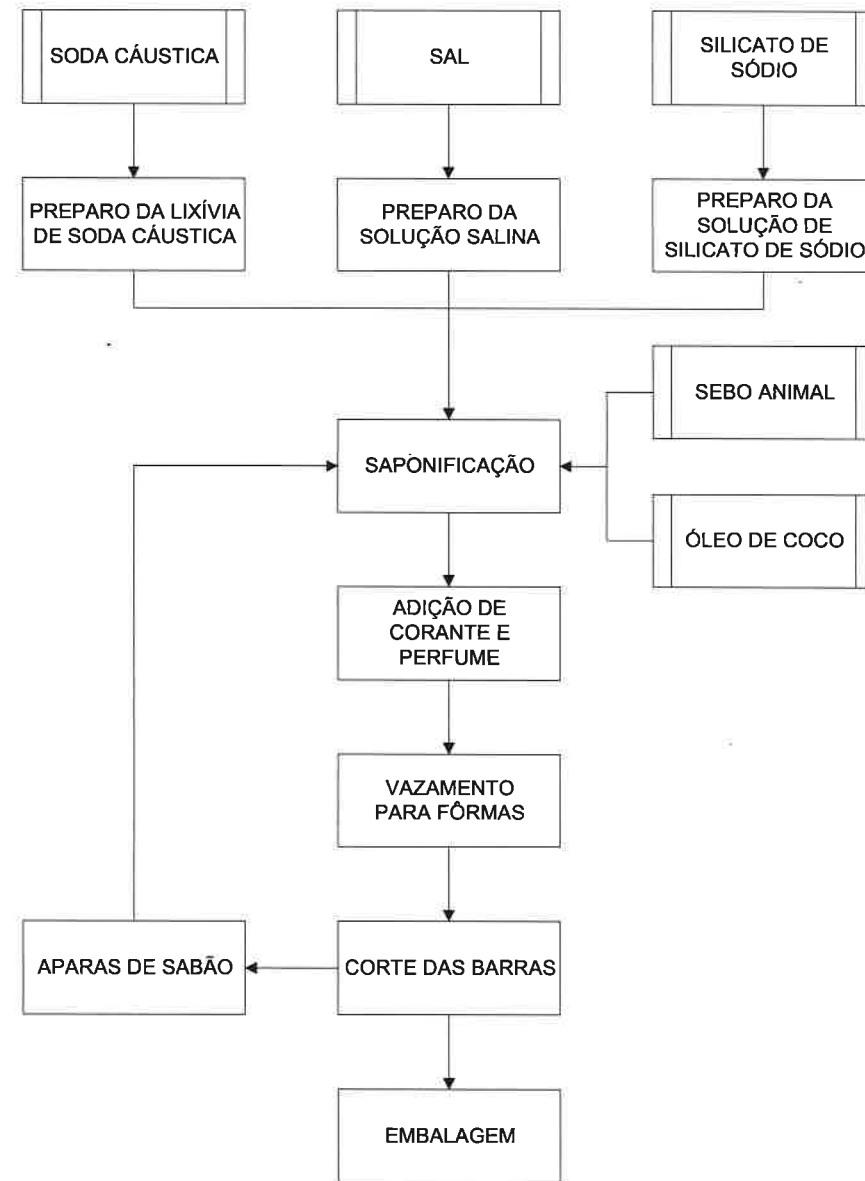 SODA CÁUSTICA
SAL
SILICATO DE
SÓDIO
PREPARO DA LIXÍVIA
DE SODA CÁUSTICA
PREPARO DA
SOLUÇÃO SALINA
PREPARO DA
SOLUÇÃO DE
SILICATO DE SÓDIO
SEBO ANIMAL
SAPONIFICAÇÃO
ÓLEO DE COCO
ADIÇÃO DE
CORANTE E
PERFUME
VAZAMENTO
PARA FÔRMAS
APARAS DE SABÃO
CORTE DAS BARRAS
EMBALAGEM